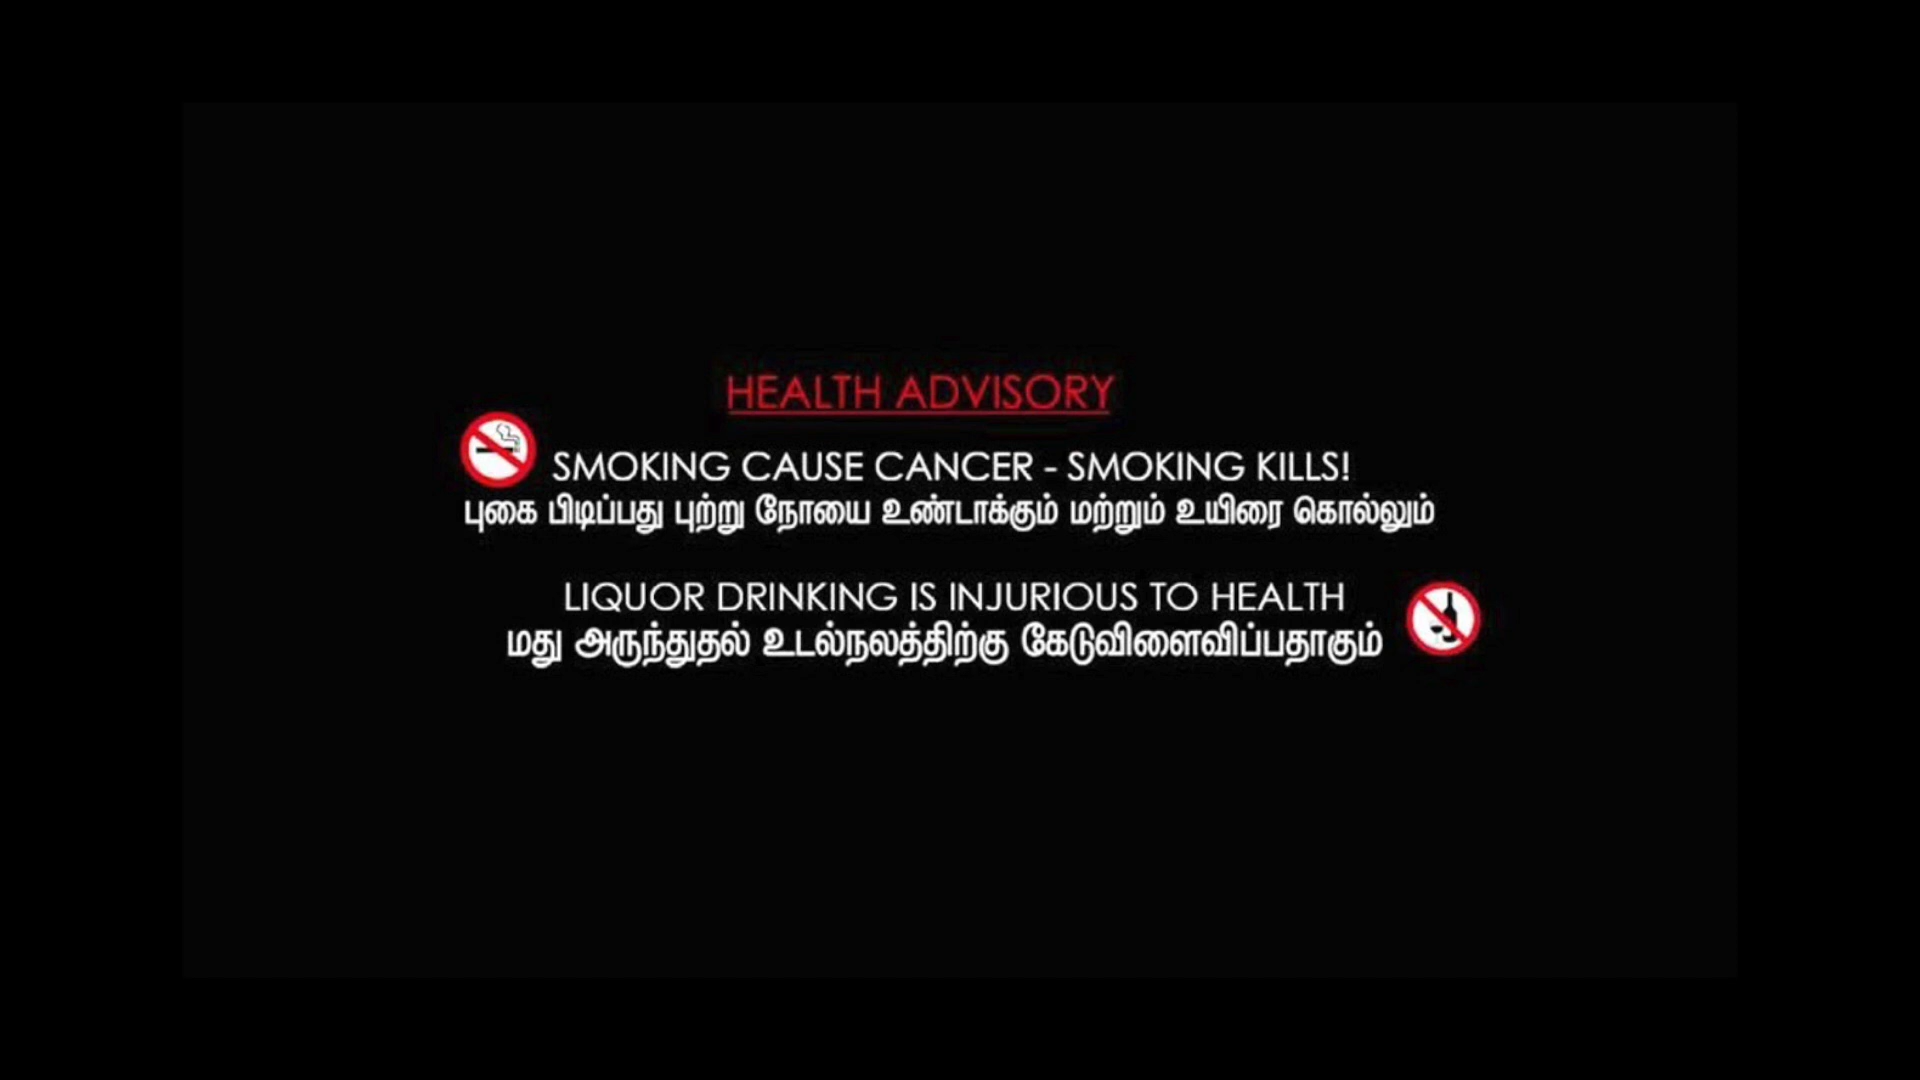 HEALTH ADVISORY
SMOKING CAUSE CANCER - SMOKING KILLS!
புகை பிடிப்பது புற்று நோயை உண்டாக்கும் மற்றும் உயிரை கொல்லும்
LIQUOR DRINKING IS INJURIOUS TO HEALTH
மது அருந்துதல் உடல்நலத்திற்கு கேடுவிளைவிப்பதாகும்